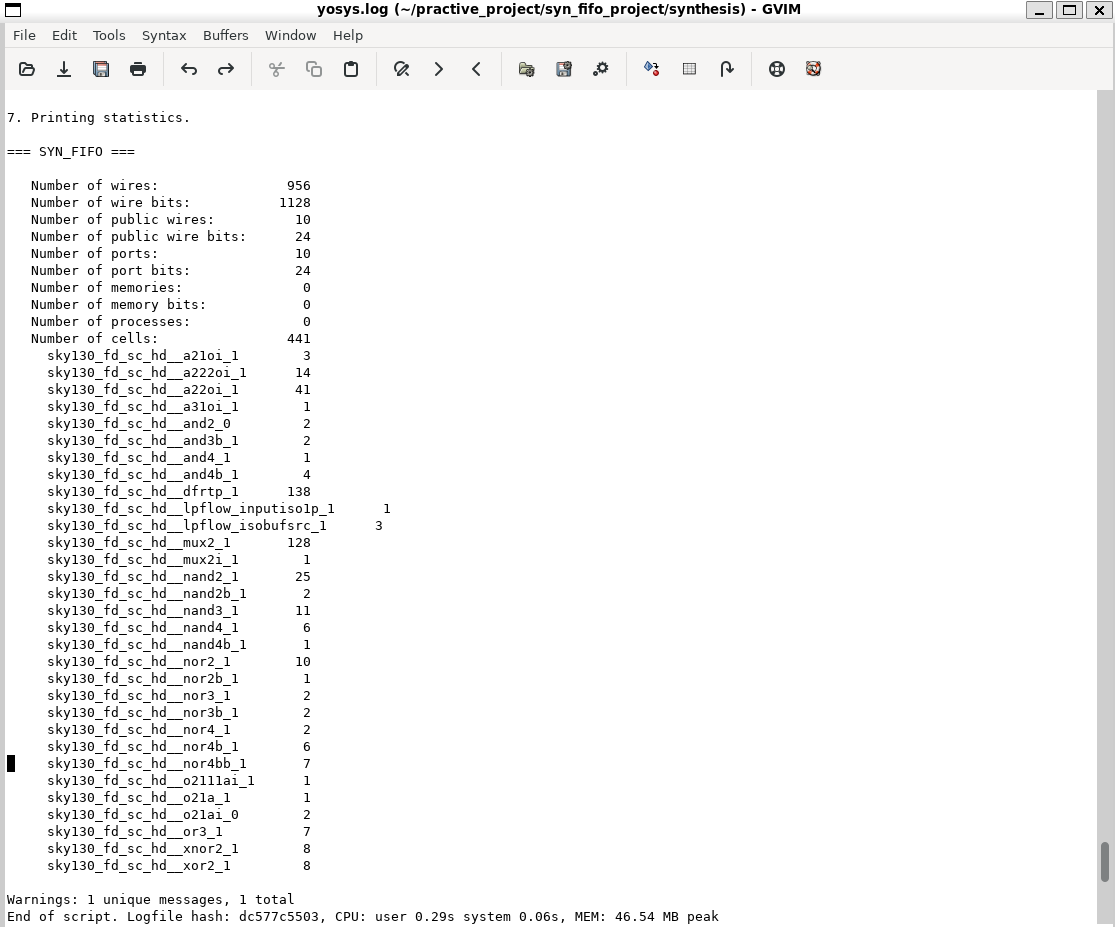 yosys.log (~/practive_project/syn_fifo_project/synthesis) - GVIM
File Edit Tools Syntax Buffers Window Help
7. Printing statistics.
=== SYN_FIFO ===
Number of wires: 956
Number of wire bits: 1128
Number of public wires: 10
Number of public wire bits: 24
Number of ports: 10
Number of port bits: 24
Number of memories: 0
Number of memory bits: 0
Number of processes: 0
Number of cells: 441
sky130_fd_sc_hd__a21oi_1 3
sky130_fd_sc_hd__a222oi_1 14
sky130_fd_sc_hd__a22oi_1 41
sky130_fd_sc_hd__a31oi_1 1
sky130_fd_sc_hd__and2_0 2
sky130_fd_sc_hd__and3b_1 2
sky130_fd_sc_hd__and4_1 1
sky130_fd_sc_hd__and4b_1 4
sky130_fd_sc_hd__dfrtp_1 138
sky130_fd_sc_hd__lpflow_inputiso1p_1 1
sky130_fd_sc_hd__lpflow_isobufsrc_1 3
sky130_fd_sc_hd__mux2_1 128
sky130_fd_sc_hd__mux2i_1 1
sky130_fd_sc_hd__nand2_1 25
sky130_fd_sc_hd__nand2b_1 2
sky130_fd_sc_hd__nand3_1 11
sky130_fd_sc_hd__nand4_1 6
sky130_fd_sc_hd__nand4b_1 1
sky130_fd_sc_hd__nor2_1 10
sky130_fd_sc_hd__nor2b_1 1
sky130_fd_sc_hd__nor3_1 2
sky130_fd_sc_hd__nor3b_1 2
sky130_fd_sc_hd__nor4_1 2
sky130_fd_sc_hd__nor4b_1 6
sky130_fd_sc_hd__nor4bb_1 7
sky130_fd_sc_hd__o2111ai_1 1
sky130_fd_sc_hd__o21a_1 1
sky130_fd_sc_hd__o21ai_0 2
sky130_fd_sc_hd__or3_1 7
sky130_fd_sc_hd__xnor2_1 8
sky130_fd_sc_hd__xor2_1 8
Warnings: 1 unique messages, 1 total
End of script. Logfile hash: dc577c5503, CPU: user 0.29s system 0.06s, MEM: 46.54 MB peak